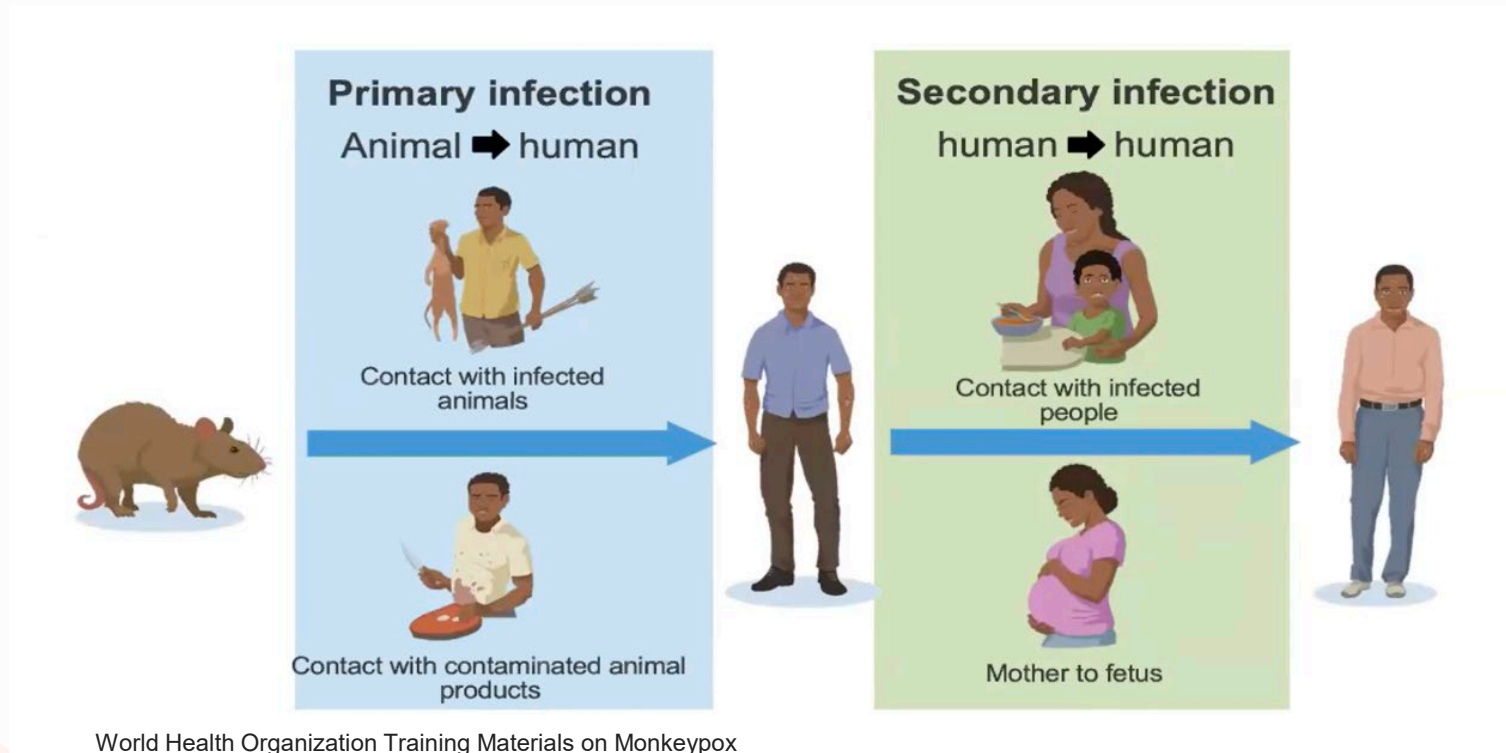 Primary infection
Animal ➡ human
Contact with infected
animals
Contact with contaminated animal
products
Secondary infection
human ➡ human
Contact with infected
people
Mother to fetus
World Health Organization Training Materials on Monkeypox